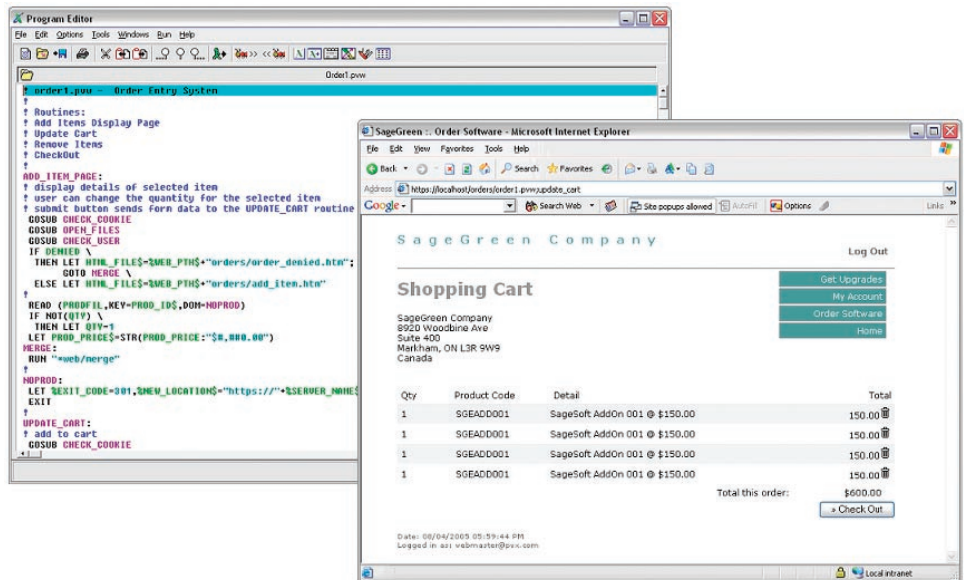 Program Editor
File Edit Options Tools Windows Run Help
Order1.pvw
! order1.pvw - Order Entry System
!
! Routines:
! Add Items Display Page
! Update Cart
! Remove Items
! CheckOut
!
ADD_ITEM_PAGE:
! display details of selected item
! user can change the quantity for the selected item
! submit button sends form data to the UPDATE_CART routine
GOSUB CHECK_COOKIE
GOSUB OPEN_FILES
GOSUB CHECK_USER
IF DENIED \
THEN LET HTML_FILE$=%WEB_PTH$+"orders/order_denied.htm";
GOTO MERGE \
ELSE LET HTML_FILE$=%WEB_PTH$+"orders/add_item.htm"
!
READ (PRODFIL,KEY=PROD_ID$,DOM=NOPROD)
IF NOT(QTY) \
THEN LET QTY=1
LET PROD_PRICE$=STR(PROD_PRICE:"$#,##0.00")
MERGE:
RUN "*web/merge"
!
NOPROD:
LET %EXIT_CODE=301,%NEW_LOCATION$="https://"+%SERVER_NAME$
EXIT
!
UPDATE_CART:
! add to cart
GOSUB CHECK_COOKIE
SageGreen :. Order Software - Microsoft Internet Explorer
File Edit View Favorites Tools Help
Back Search Favorites
Address https://localhost/orders/order1.pvw;update_cart
Google Search Web Site popups allowed AutoFill Options Links »
SageGreen Company
Log Out
Get Upgrades
My Account
Order Software
Home
Shopping Cart
SageGreen Company
8920 Woodbine Ave
Suite 400
Markham, ON L3R 9W9
Canada
Qty Product Code Detail Total
1 SGEADD001 SageSoft AddOn 001 @ $150.00 150.00
1 SGEADD001 SageSoft AddOn 001 @ $150.00 150.00
1 SGEADD001 SageSoft AddOn 001 @ $150.00 150.00
1 SGEADD001 SageSoft AddOn 001 @ $150.00 150.00
Total this order: $600.00
» Check Out
Date: 08/04/2005 05:59:44 PM
Logged in as: webmaster@pvx.com
Local intranet